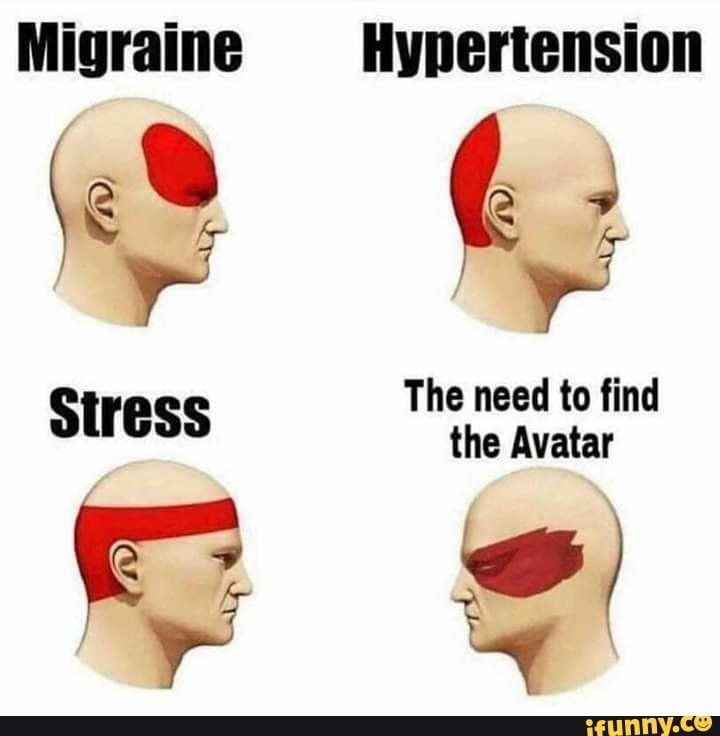 Migraine
Hypertension
Stress
The need to find
the Avatar
ifunny.co